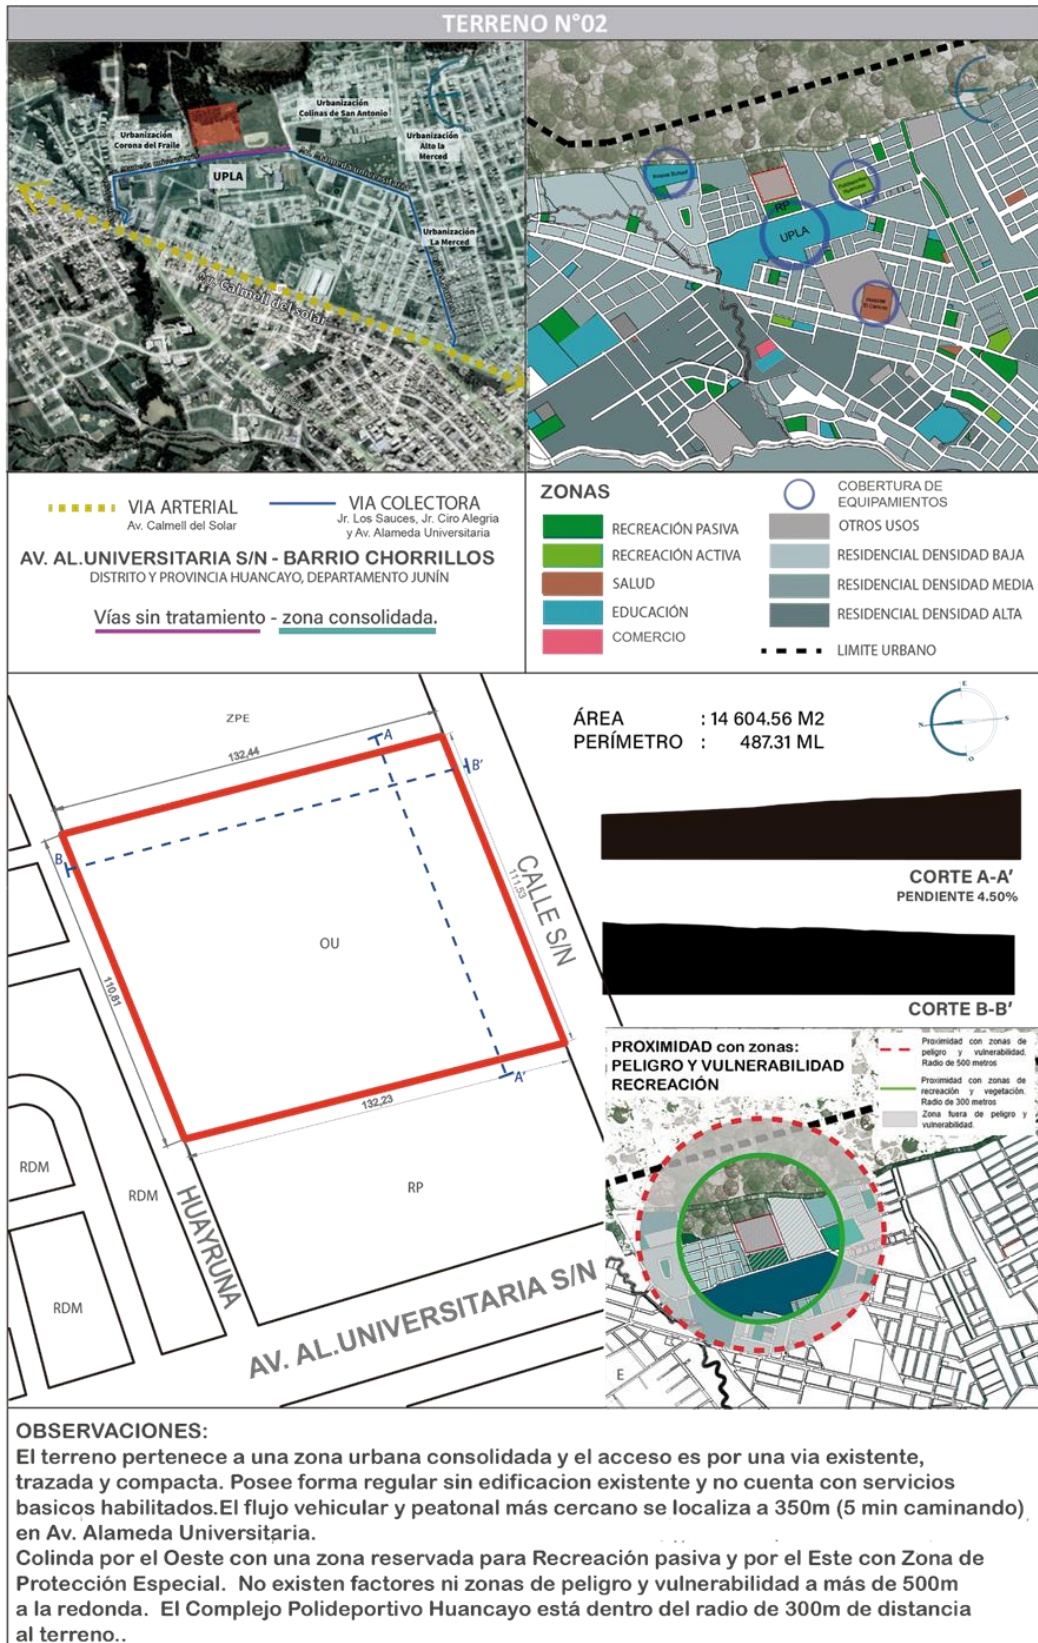 TERRENO N°02
Urbanización
Colinas de San Antonio
Urbanización
Corona del Fraile
Urbanización
Alto la
Merced
Av. Alameda universitaria
UPLA
Urbanización
La Merced
Av. Calmell del solar
RP
UPLA
VIA ARTERIAL
Av. Calmell del Solar
VIA COLECTORA
Jr. Los Sauces, Jr. Ciro Alegria
y Av. Alameda Universitaria
AV. AL.UNIVERSITARIA S/N - BARRIO CHORRILLOS
DISTRITO Y PROVINCIA HUANCAYO, DEPARTAMENTO JUNÍN
Vías sin tratamiento - zona consolidada.
ZONAS
RECREACIÓN PASIVA
RECREACIÓN ACTIVA
SALUD
EDUCACIÓN
COMERCIO
COBERTURA DE
EQUIPAMIENTOS
OTROS USOS
RESIDENCIAL DENSIDAD BAJA
RESIDENCIAL DENSIDAD MEDIA
RESIDENCIAL DENSIDAD ALTA
LIMITE URBANO
ZPE
132,44
A
B'
B
CALLE S/N
111,53
OU
110,81
A'
132,23
RDM
RDM
RP
HUAYRUNA
RDM
AV. AL.UNIVERSITARIA S/N
ÁREA : 14 604.56 M2
PERÍMETRO : 487.31 ML
E
N
S
O
CORTE A-A'
PENDIENTE 4.50%
CORTE B-B'
PROXIMIDAD con zonas:
PELIGRO Y VULNERABILIDAD
RECREACIÓN
Proximidad con zonas de
peligro y vulnerabilidad.
Radio de 500 metros
Proximidad con zonas de
recreación y vegetación.
Radio de 300 metros
Zona fuera de peligro y
vulnerabilidad.
E
OBSERVACIONES:
El terreno pertenece a una zona urbana consolidada y el acceso es por una via existente,
trazada y compacta. Posee forma regular sin edificacion existente y no cuenta con servicios
basicos habilitados.El flujo vehicular y peatonal más cercano se localiza a 350m (5 min caminando)
en Av. Alameda Universitaria.
Colinda por el Oeste con una zona reservada para Recreación pasiva y por el Este con Zona de
Protección Especial. No existen factores ni zonas de peligro y vulnerabilidad a más de 500m
a la redonda. El Complejo Polideportivo Huancayo está dentro del radio de 300m de distancia
al terreno..